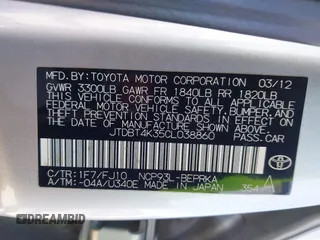 BY: TOYOTA MOTOR CORPORATION 03/12
GVWR 3300LB GAWR FR 1840LB RR 1820LB
THIS VEHICLE CONFORMS TO ALL APPLICABLE
FEDERAL MOTOR VEHICLE SAFETY, BUMPER,
AND THEFT PREVENTION STANDARDS IN EFFECT
ON THE DATE OF MANUFACTURE SHOWN ABOVE.
JTDBT4K35CL038860 PASS.CAR
C/TR: 1F7/FJ10 NCP93L-BEPRKA
A/TM: -04A/U340E MADE IN JAPAN
TOYOTA
354 A
DREAMBID